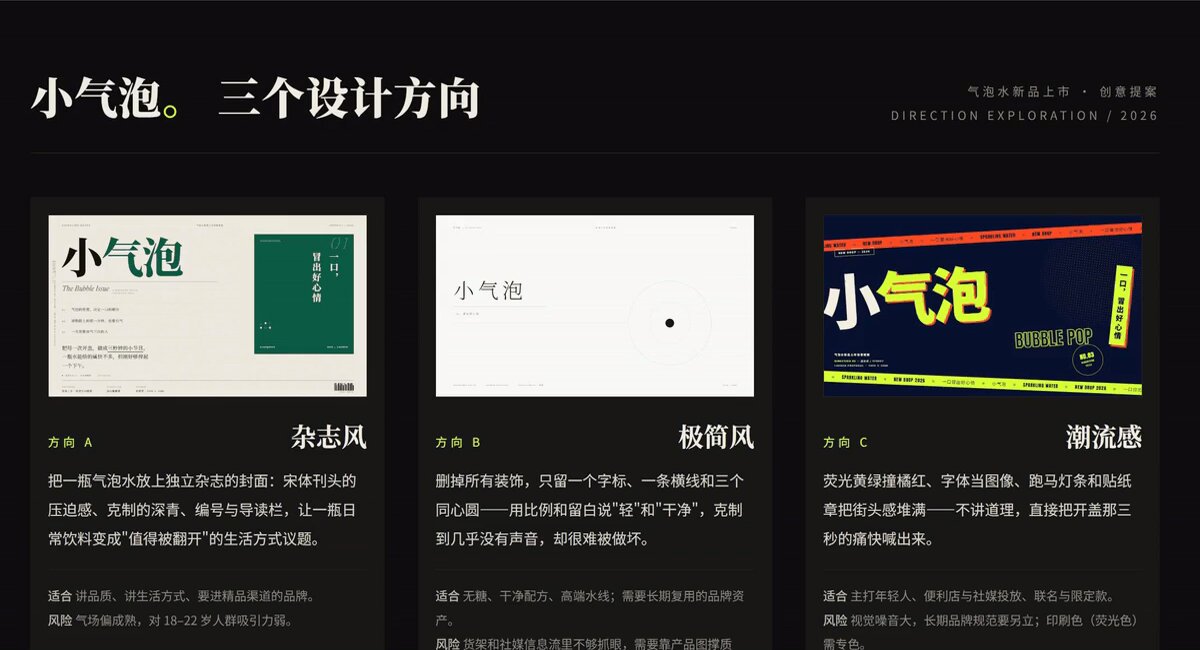 小气泡。 三个设计方向
气泡水新品上市 · 创意提案
DIRECTION EXPLORATION / 2026
小气泡
The Bubble Issue
01
一口，
冒出好心情
方向 A
杂志风
把一瓶气泡水放上独立杂志的封面：宋体刊头的
压迫感、克制的深青、编号与导读栏，让一瓶日
常饮料变成"值得被翻开"的生活方式议题。
适合 讲品质、讲生活方式、要进精品渠道的品牌。
风险 气场偏成熟，对 18–22 岁人群吸引力弱。
小气泡
方向 B
极简风
删掉所有装饰，只留一个字标、一条横线和三个
同心圆——用比例和留白说"轻"和"干净"，克制
到几乎没有声音，却很难被做坏。
适合 无糖、干净配方、高端水线；需要长期复用的品牌资
产。
风险 货架和社媒信息流里不够抓眼，需要靠产品图撑质
小气泡
一口，冒出好心情
BUBBLE POP
NO.03
SPARKLING WATER
NEW DROP 2026
一口冒出好心情
小气泡
SPARKLING WATER
NEW DROP 2026
方向 C
潮流感
荧光黄绿撞橘红、字体当图像、跑马灯条和贴纸
章把街头感堆满——不讲道理，直接把开盖那三
秒的痛快喊出来。
适合 主打年轻人、便利店与社媒投放、联名与限定款。
风险 视觉噪音大，长期品牌规范要另立；印刷色（荧光色）
需专色。